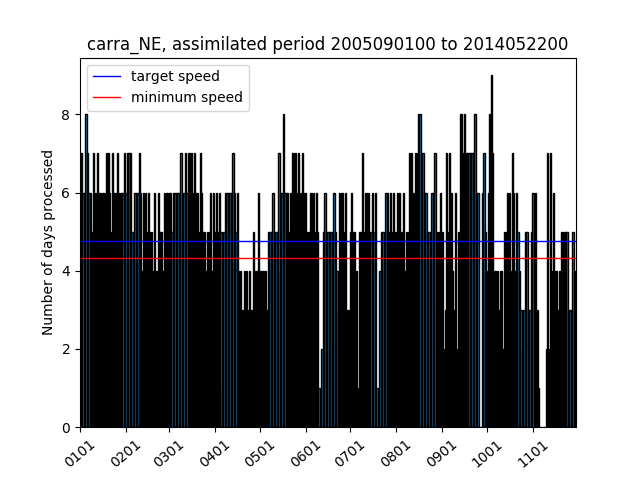 carra_NE, assimilated period 2005090100 to 2014052200
target speed
minimum speed
Number of days processed
8
6
4
2
0
0101 0201 0301 0401 0501 0601 0701 0801 0901 1001 1101